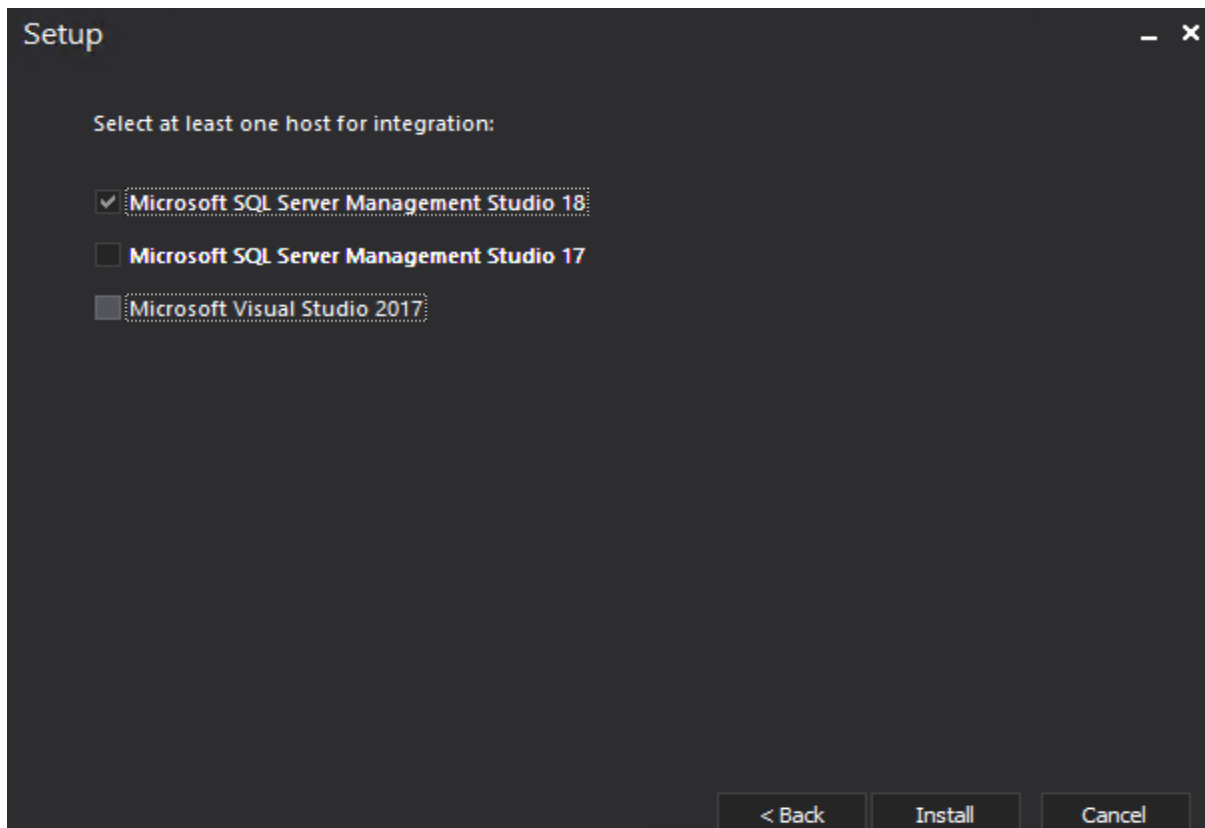 Setup
Select at least one host for integration:
Microsoft SQL Server Management Studio 18
Microsoft SQL Server Management Studio 17
Microsoft Visual Studio 2017
< Back Install Cancel